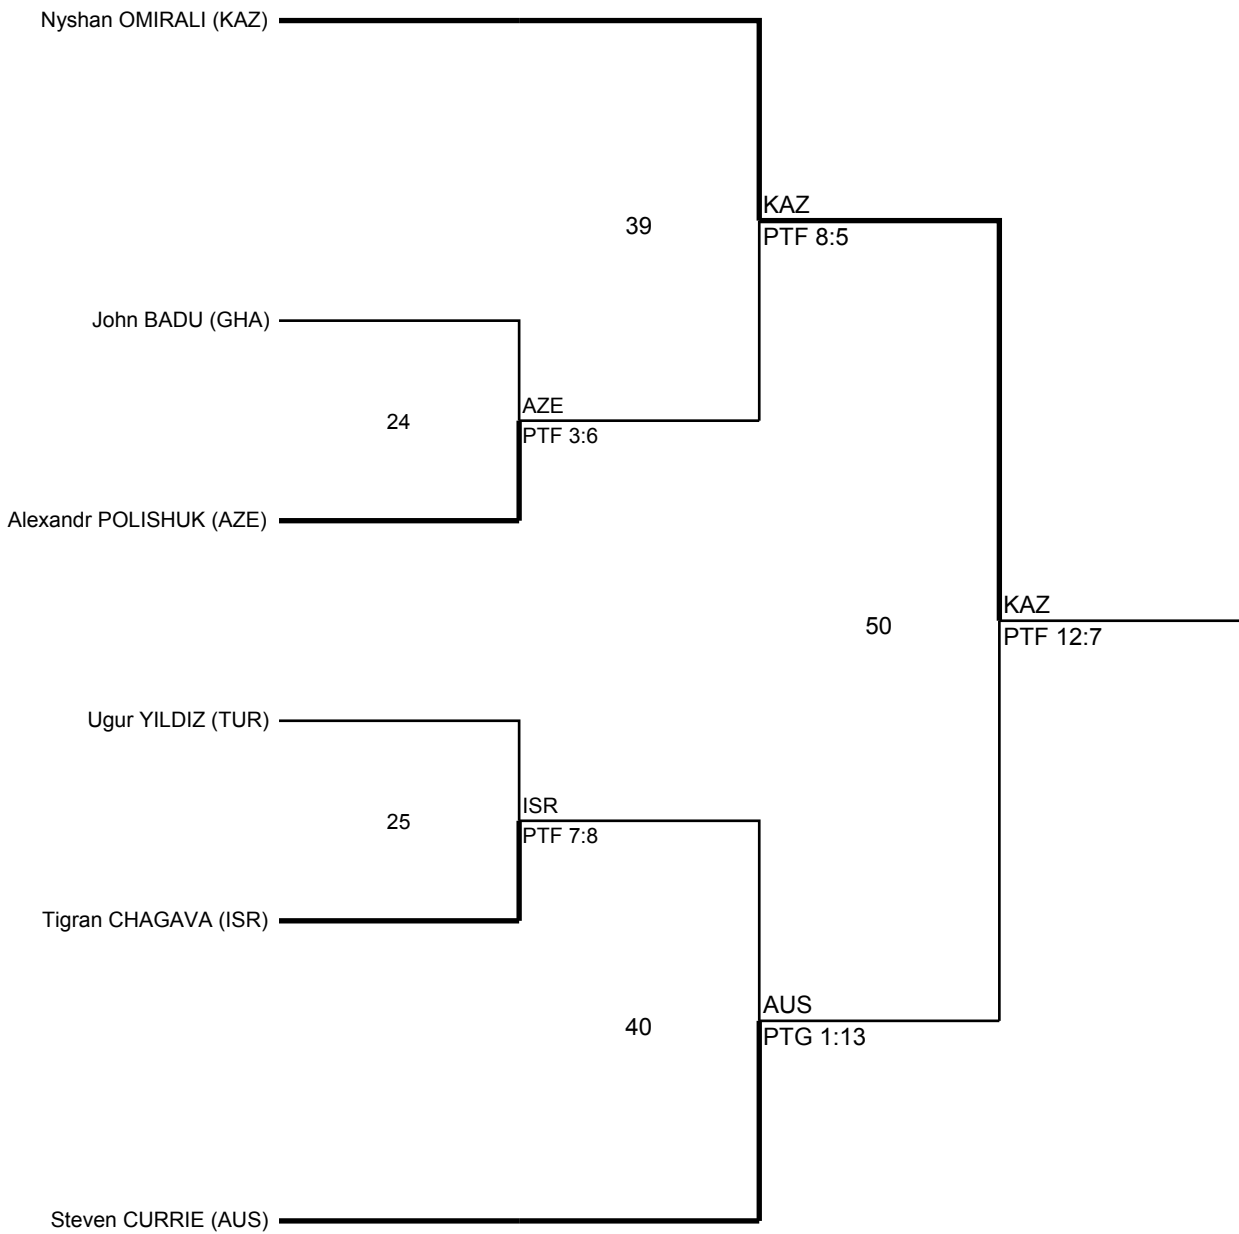 Nyshan OMIRALI (KAZ)
KAZ
39
PTF 8:5
John BADU (GHA)
AZE
24
PTF 3:6
Alexandr POLISHUK (AZE)
KAZ
50
PTF 12:7
Ugur YILDIZ (TUR)
ISR
25
PTF 7:8
Tigran CHAGAVA (ISR)
AUS
40
PTG 1:13
Steven CURRIE (AUS)